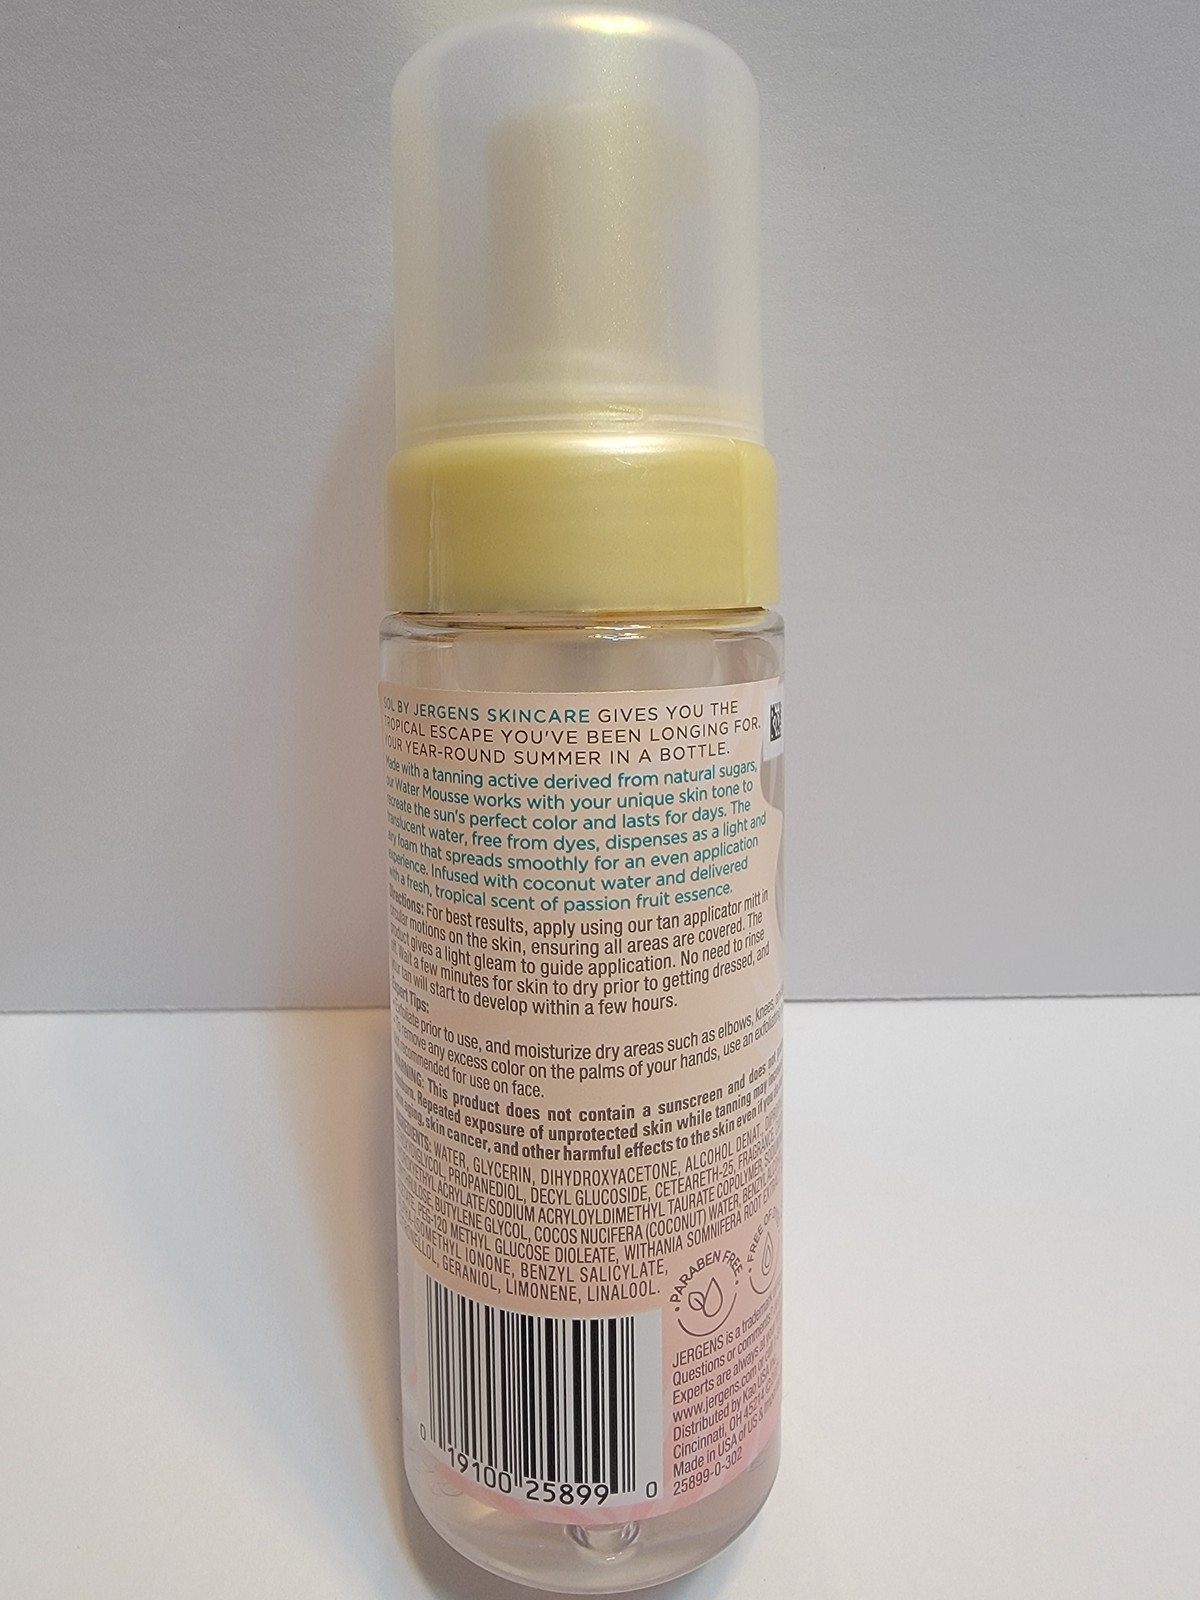 SOL BY JERGENS SKINCARE GIVES YOU THE
TROPICAL ESCAPE YOU'VE BEEN LONGING FOR.
YOUR YEAR-ROUND SUMMER IN A BOTTLE.
Made with a tanning active derived from natural sugars,
our Water Mousse works with your unique skin tone to
recreate the sun's perfect color and lasts for days. The
translucent water, free from dyes, dispenses as a light and
airy foam that spreads smoothly for an even application
experience. Infused with coconut water and delivered
with a fresh, tropical scent of passion fruit essence.
Directions: For best results, apply using our tan applicator mitt in
circular motions on the skin, ensuring all areas are covered. The
product gives a light gleam to guide application. No need to rinse
off. Wait a few minutes for skin to dry prior to getting dressed, and
your tan will start to develop within a few hours.
Expert Tips:
Exfoliate prior to use, and moisturize dry areas such as elbows, knees,
To remove any excess color on the palms of your hands, use an
recommended for use on face.
WARNING: This product does not contain a sunscreen and does not
Repeated exposure of unprotected skin while tanning may
aging, skin cancer, and other harmful effects to the skin even if you
INGREDIENTS: WATER, GLYCERIN, DIHYDROXYACETONE, ALCOHOL DENAT.,
PROPANEDIOL, DECYL GLUCOSIDE, CETEARETH-25, FRAGRANCE
ACRYLATE/SODIUM ACRYLOYLDIMETHYL TAURATE COPOLYMER,
BUTYLENE GLYCOL, COCOS NUCIFERA (COCONUT) WATER, BENZYL
PEG-120 METHYL GLUCOSE DIOLEATE, WITHANIA SOMNIFERA ROOT
IONONE, BENZYL SALICYLATE,
GERANIOL, LIMONENE, LINALOOL.
PARABEN FREE
FREE OF
JERGENS is a trademark
Questions or comments?
Experts are always at your
www.jergens.com or call
Distributed by Kao USA
Cincinnati, OH 45214
Made in USA of US &
25899-0-302
0 19100 25899 0